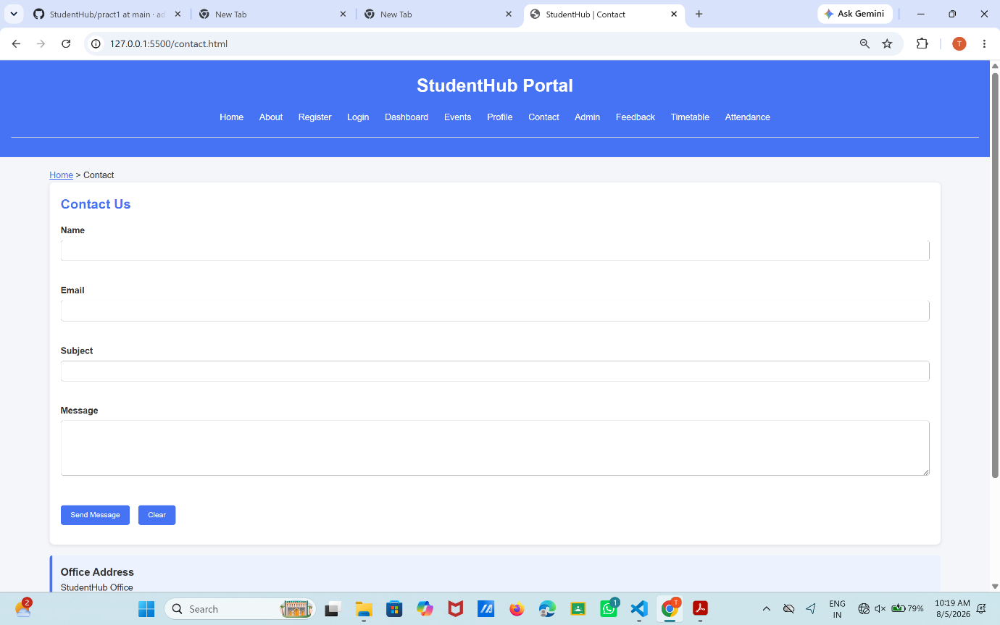 StudentHub/pract1 at main · ad
New Tab
New Tab
StudentHub | Contact
Ask Gemini
127.0.0.1:5500/contact.html
T
StudentHub Portal
Home About Register Login Dashboard Events Profile Contact Admin Feedback Timetable Attendance
Home > Contact
Contact Us
Name
Email
Subject
Message
Send Message Clear
Office Address
StudentHub Office
2
Search
1
T
ENG
IN
79%
10:19 AM
8/5/2026